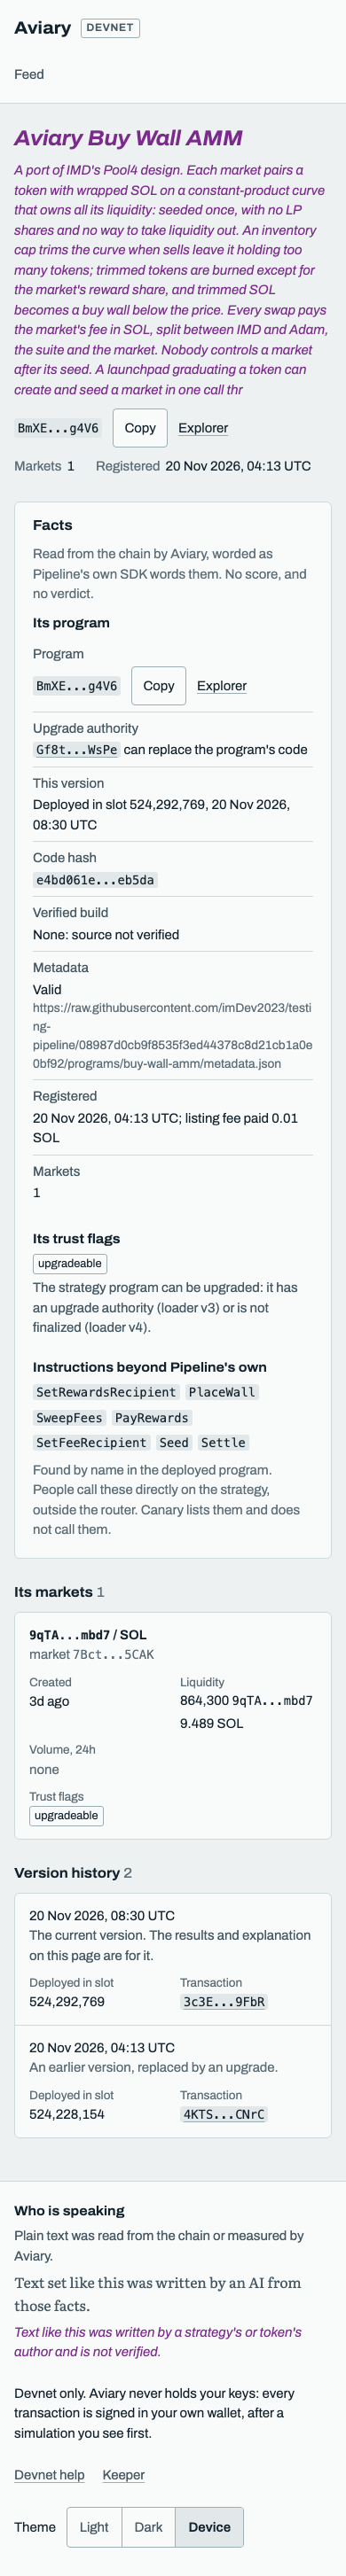 Aviary DEVNET
Feed
Aviary Buy Wall AMM
A port of IMD's Pool4 design. Each market pairs a
token with wrapped SOL on a constant-product curve
that owns all its liquidity: seeded once, with no LP
shares and no way to take liquidity out. An inventory
cap trims the curve when sells leave it holding too
many tokens; trimmed tokens are burned except for
the market's reward share, and trimmed SOL
becomes a buy wall below the price. Every swap pays
the market's fee in SOL, split between IMD and Adam,
the suite and the market. Nobody controls a market
after its seed. A launchpad graduating a token can
create and seed a market in one call thr
BmXE...g4V6 Copy Explorer
Markets 1 Registered 20 Nov 2026, 04:13 UTC
Facts
Read from the chain by Aviary, worded as
Pipeline's own SDK words them. No score, and
no verdict.
Its program
Program
BmXE...g4V6 Copy Explorer
Upgrade authority
Gf8t...WsPe can replace the program's code
This version
Deployed in slot 524,292,769, 20 Nov 2026,
08:30 UTC
Code hash
e4bd061e...eb5da
Verified build
None: source not verified
Metadata
Valid
https://raw.githubusercontent.com/imDev2023/testi
ng-
pipeline/08987d0cb9f8535f3ed44378c8d21cb1a0e
0bf92/programs/buy-wall-amm/metadata.json
Registered
20 Nov 2026, 04:13 UTC; listing fee paid 0.01
SOL
Markets
1
Its trust flags
upgradeable
The strategy program can be upgraded: it has
an upgrade authority (loader v3) or is not
finalized (loader v4).
Instructions beyond Pipeline's own
SetRewardsRecipient PlaceWall
SweepFees PayRewards
SetFeeRecipient Seed Settle
Found by name in the deployed program.
People call these directly on the strategy,
outside the router. Canary lists them and does
not call them.
Its markets 1
9qTA...mbd7 / SOL
market 7Bct...5CAK
Created Liquidity
3d ago 864,300 9qTA...mbd7
9.489 SOL
Volume, 24h
none
Trust flags
upgradeable
Version history 2
20 Nov 2026, 08:30 UTC
The current version. The results and explanation
on this page are for it.
Deployed in slot Transaction
524,292,769 3c3E...9FbR
20 Nov 2026, 04:13 UTC
An earlier version, replaced by an upgrade.
Deployed in slot Transaction
524,228,154 4KTS...CNrC
Who is speaking
Plain text was read from the chain or measured by
Aviary.
Text set like this was written by an AI from
those facts.
Text like this was written by a strategy's or token's
author and is not verified.
Devnet only. Aviary never holds your keys: every
transaction is signed in your own wallet, after a
simulation you see first.
Devnet help Keeper
Theme Light Dark Device